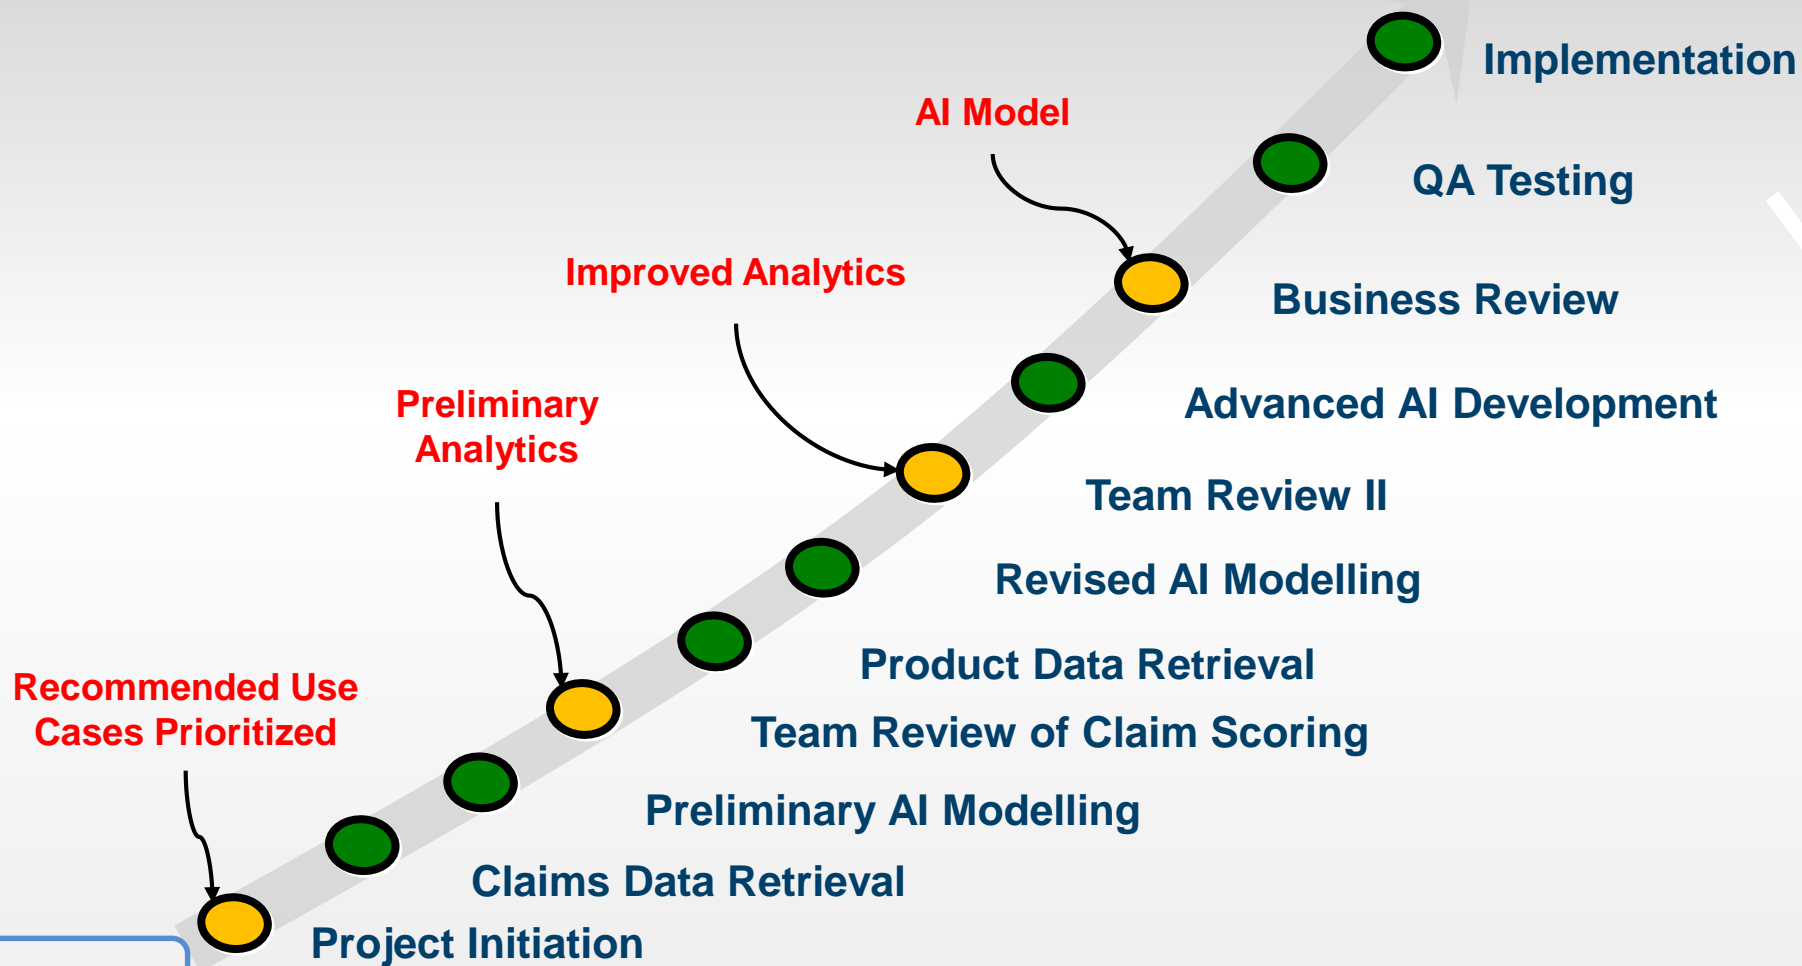 Implementation
AI Model
QA Testing
Improved Analytics
Business Review
Preliminary
Analytics
Advanced AI Development
Team Review II
Revised AI Modelling
Product Data Retrieval
Recommended Use
Cases Prioritized
Team Review of Claim Scoring
Preliminary AI Modelling
Claims Data Retrieval
Project Initiation